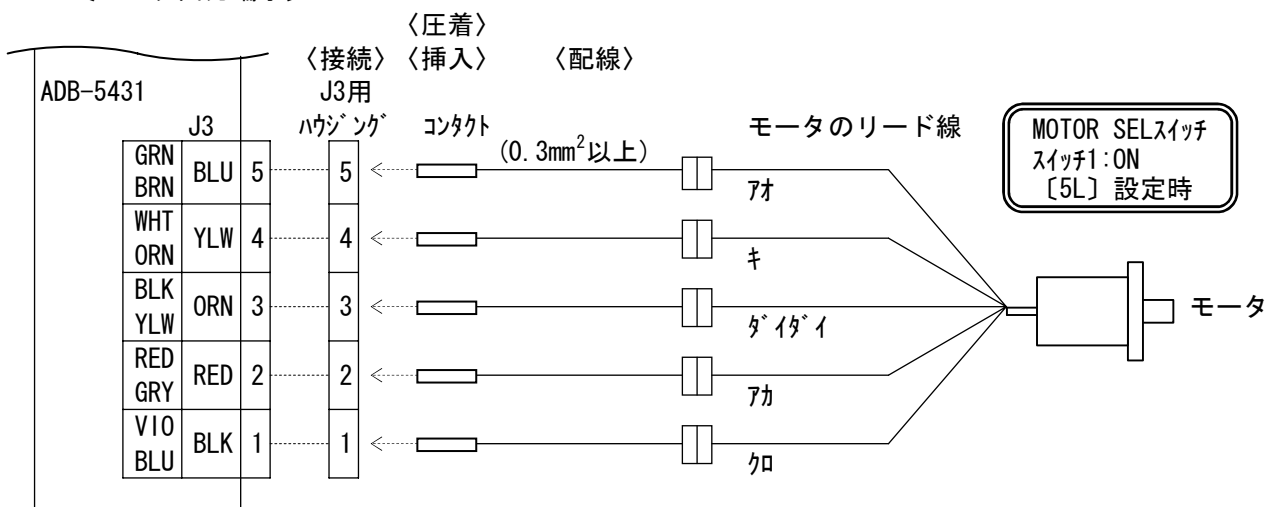 〈圧着〉
〈接続〉 〈挿入〉 〈配線〉
ADB-5431
J3用
J3
ﾊｳｼﾞﾝｸﾞ
ｺﾝﾀｸﾄ
(0.3mm²以上)
モータのリード線
MOTOR SELスイッチ
ｽｲｯﾁ1:ON
〔5L〕設定時
GRN
BRN
BLU 5 5
ｱｵ
WHT
ORN
YLW 4 4
ｷ
BLK
YLW
ORN 3 3
ﾀﾞｲﾀﾞｲ
モータ
RED
GRY
RED 2 2
ｱｶ
VIO
BLU
BLK 1 1
ｸﾛ